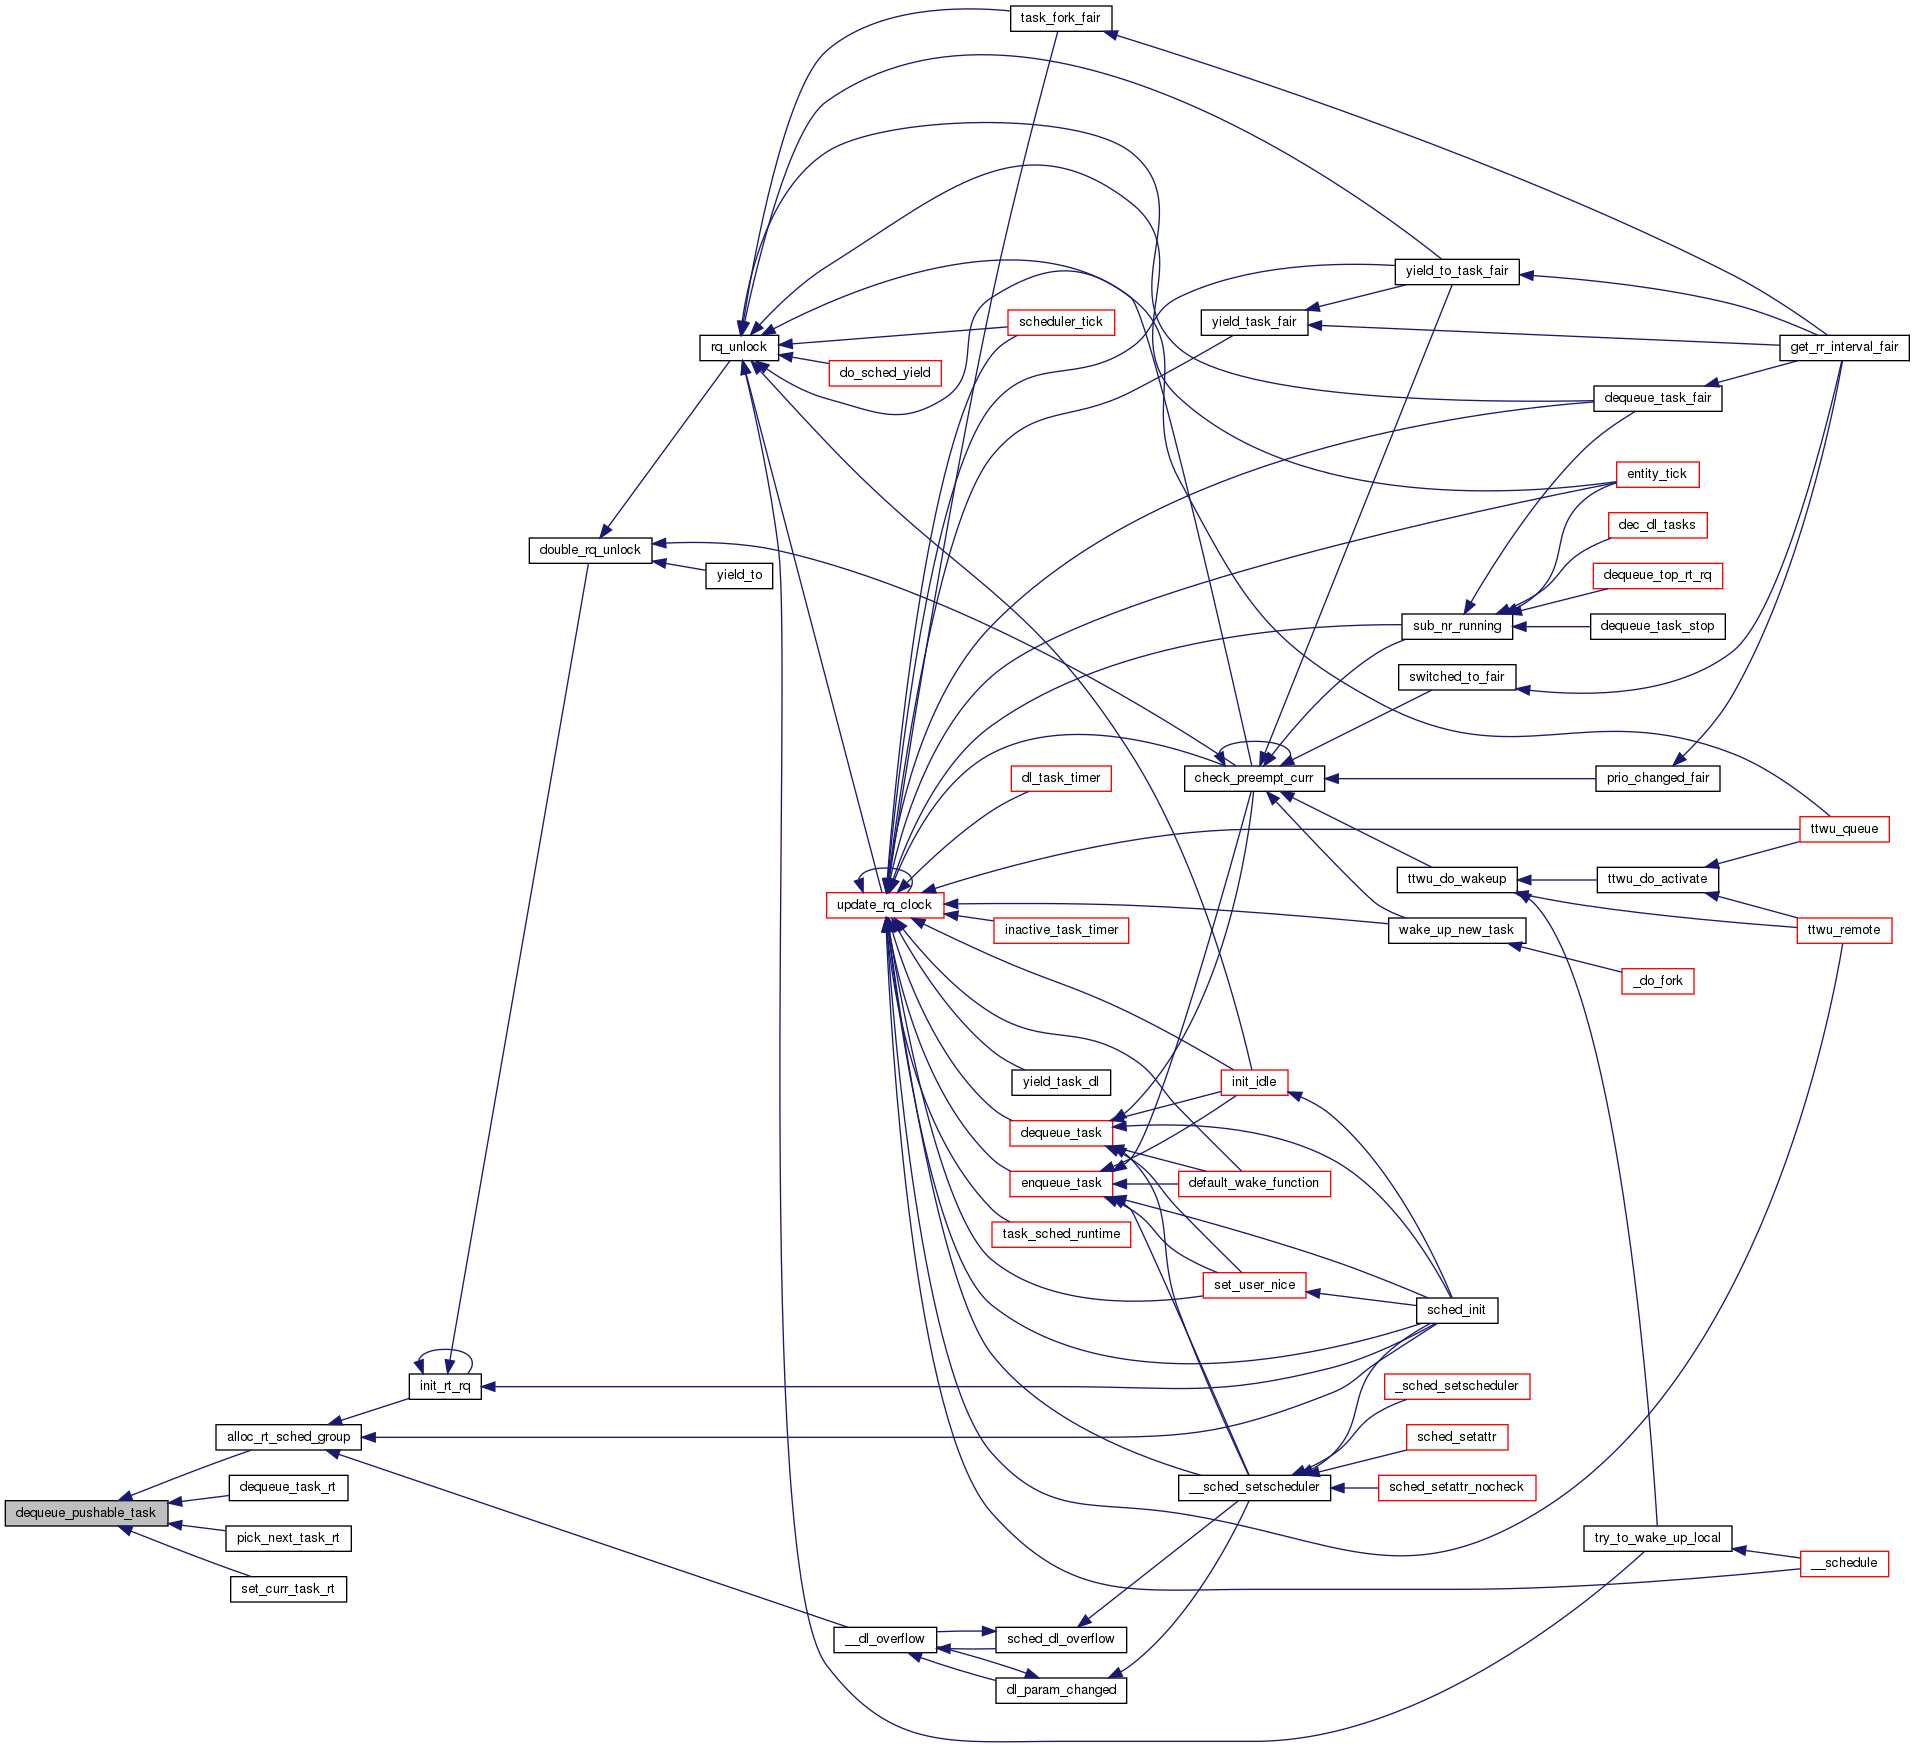 task_fork_fair
yield_to_task_fair
scheduler_tick
yield_task_fair
rq_unlock
get_rr_interval_fair
do_sched_yield
dequeue_task_fair
entity_tick
dec_dl_tasks
double_rq_unlock
yield_to
dequeue_top_rt_rq
sub_nr_running
dequeue_task_stop
switched_to_fair
dl_task_timer
check_preempt_curr
prio_changed_fair
ttwu_queue
ttwu_do_wakeup
ttwu_do_activate
update_rq_clock
inactive_task_timer
wake_up_new_task
ttwu_remote
_do_fork
yield_task_dl
init_idle
dequeue_task
enqueue_task
default_wake_function
task_sched_runtime
set_user_nice
sched_init
init_rt_rq
_sched_setscheduler
alloc_rt_sched_group
sched_setattr
dequeue_task_rt
__sched_setscheduler
sched_setattr_nocheck
dequeue_pushable_task
pick_next_task_rt
try_to_wake_up_local
__schedule
set_curr_task_rt
__dl_overflow
sched_dl_overflow
dl_param_changed